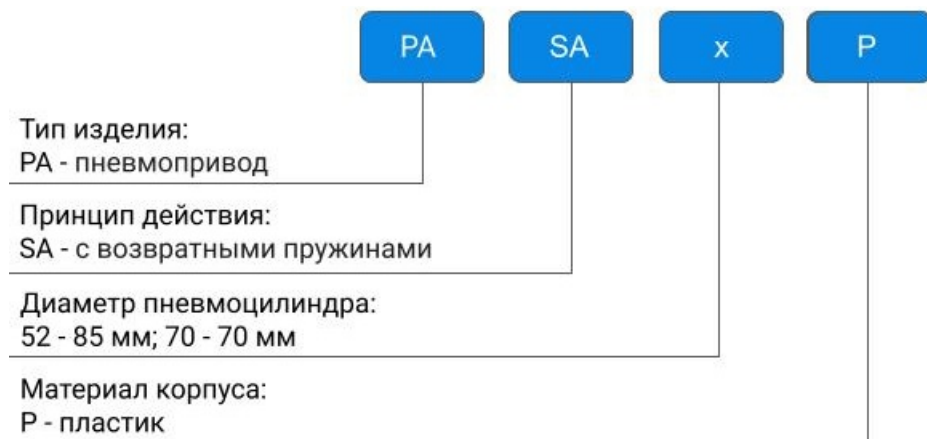 PA SA x P
Тип изделия:
PA - пневмопривод
Принцип действия:
SA - с возвратными пружинами
Диаметр пневмоцилиндра:
52 - 85 мм; 70 - 70 мм
Материал корпуса:
P - пластик